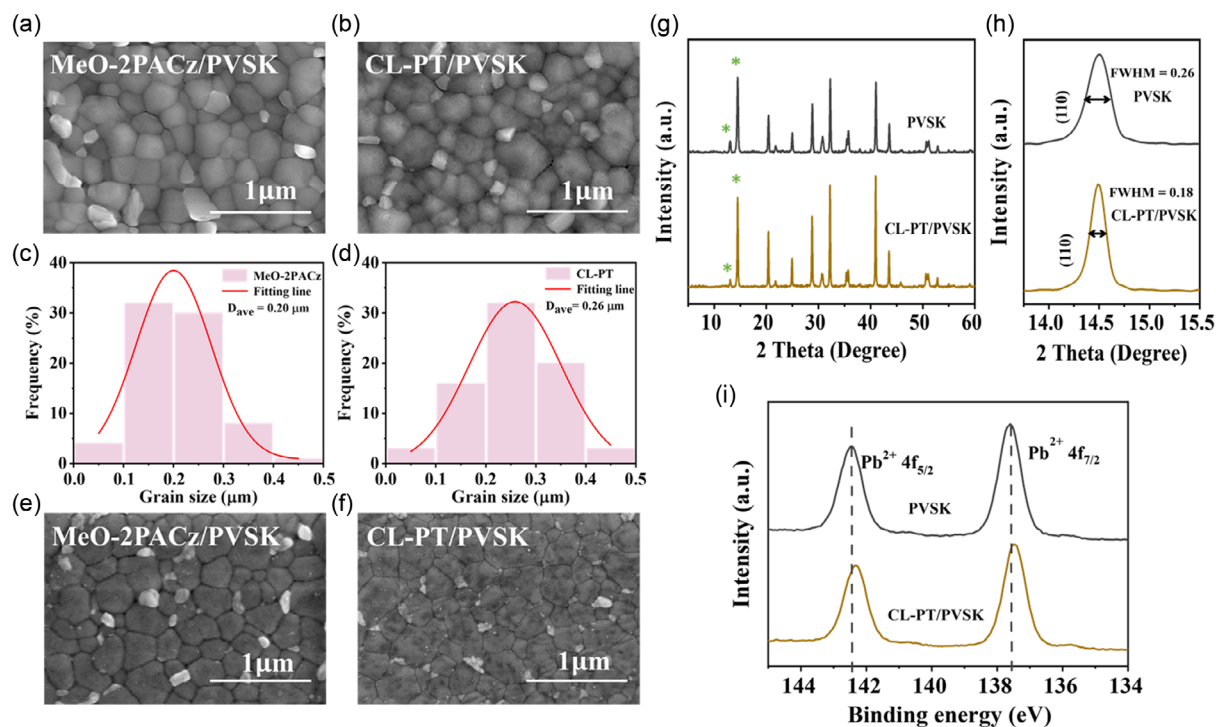 (a)
MeO-2PACz/PVSK
1μm
(b)
CL-PT/PVSK
1μm
(c)
40
30
20
10
0
Frequency (%)
MeO-2PACz
Fitting line
Dave = 0.20 μm
0.0 0.1 0.2 0.3 0.4 0.5
Grain size (μm)
(d)
40
30
20
10
0
Frequency (%)
CL-PT
Fitting line
Dave= 0.26 μm
0.0 0.1 0.2 0.3 0.4 0.5
Grain size (μm)
(e)
MeO-2PACz/PVSK
1μm
(f)
CL-PT/PVSK
1μm
(g)
Intensity (a.u.)
*
*
PVSK
*
*
CL-PT/PVSK
10 20 30 40 50 60
2 Theta (Degree)
(h)
Intensity (a.u.)
FWHM = 0.26
PVSK
(110)
FWHM = 0.18
CL-PT/PVSK
(110)
14.0 14.5 15.0 15.5
2 Theta (Degree)
(i)
Intensity (a.u.)
Pb2+ 4f5/2
Pb2+ 4f7/2
PVSK
CL-PT/PVSK
144 142 140 138 136 134
Binding energy (eV)